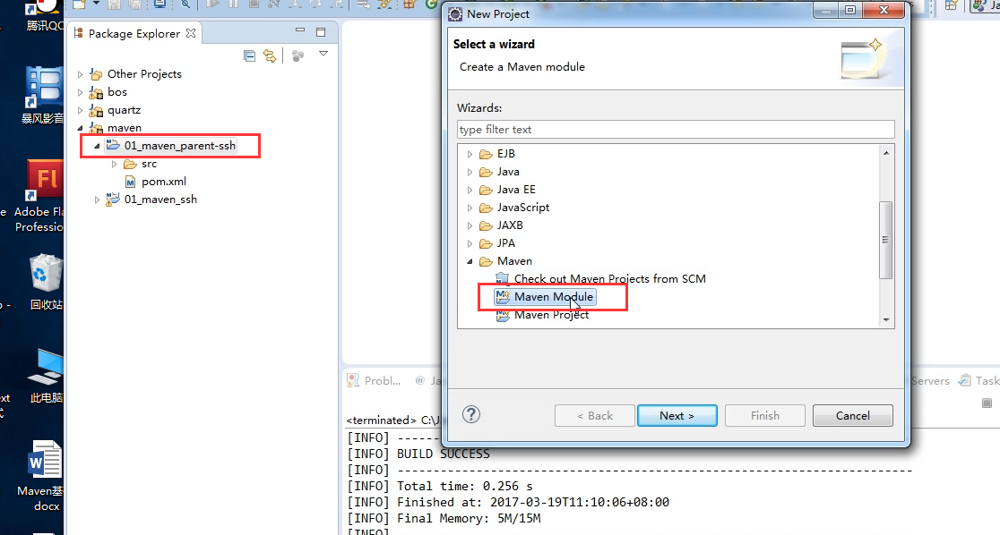 腾讯QC
暴风影音
e
Adobe Fla
Professio
回收站
此电脑
ext
式
Maven基
docx
Package Explorer
Other Projects
bos
quartz
maven
01_maven_parent-ssh
src
pom.xml
01_maven_ssh
New Project
Select a wizard
Create a Maven module
Wizards:
type filter text
EJB
Java
Java EE
JavaScript
JAXB
JPA
Maven
Check out Maven Projects from SCM
Maven Module
Maven Project
< Back
Next >
Finish
Cancel
Ja
Probl...
@ Ja
Servers
Task
<terminated> C:\J
[INFO] ---
[INFO] BUILD SUCCESS
[INFO] ------------------------------------------------------------------------
[INFO] Total time: 0.256 s
[INFO] Finished at: 2017-03-19T11:10:06+08:00
[INFO] Final Memory: 5M/15M
[INFO]